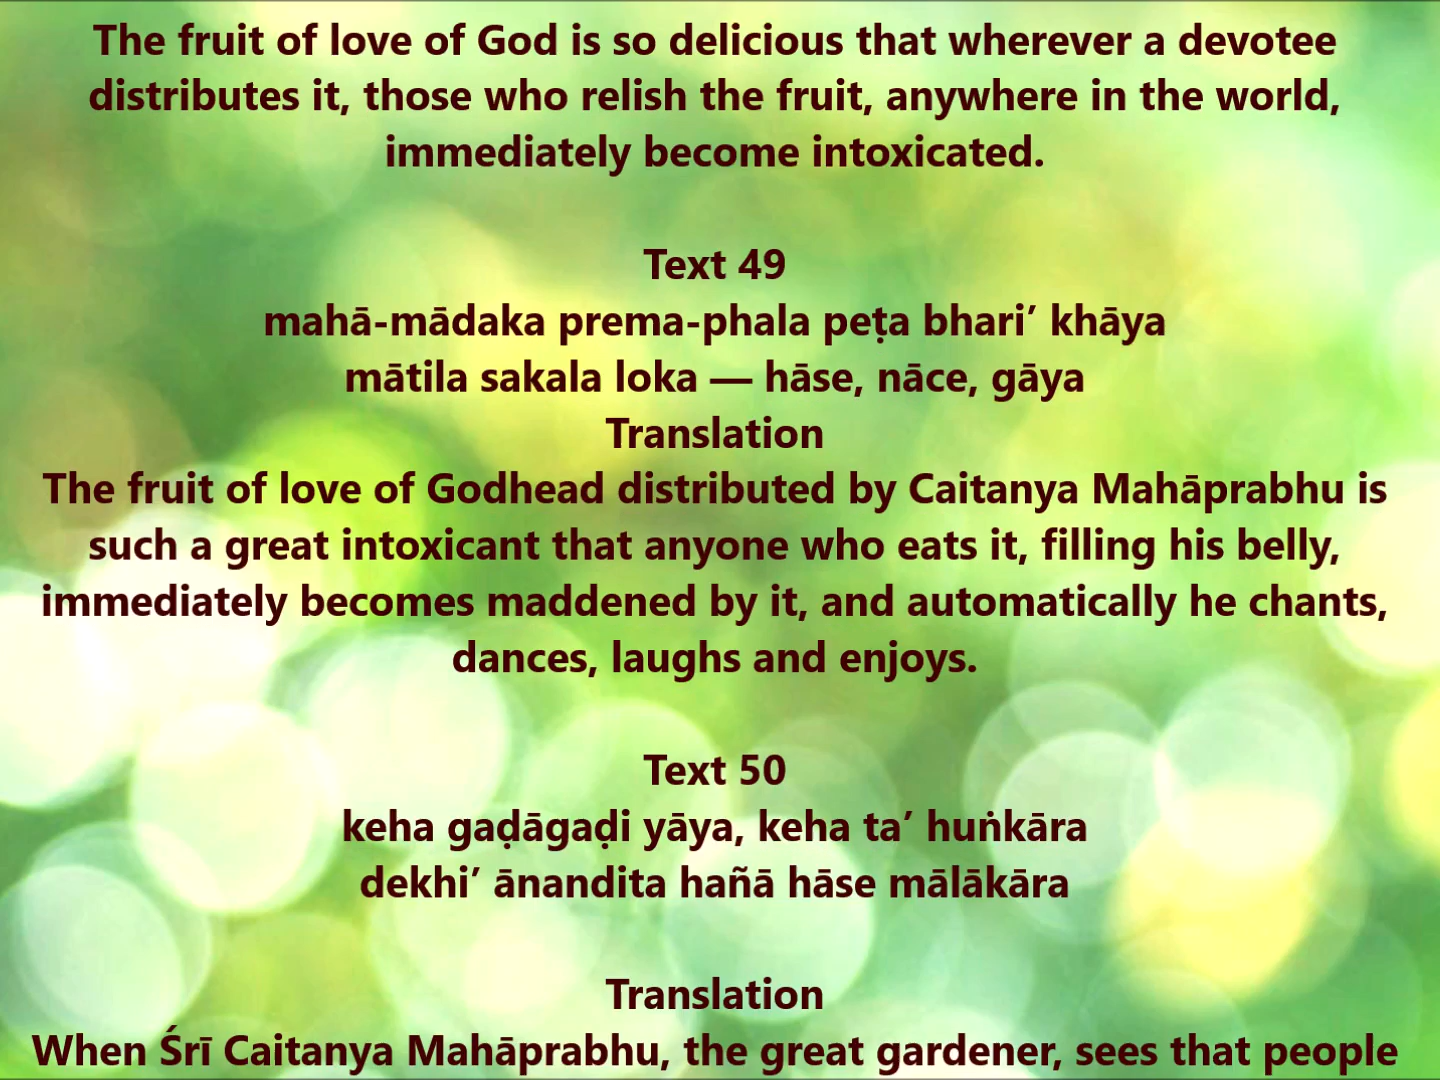 The fruit of love of God is so delicious that wherever a devotee
distributes it, those who relish the fruit, anywhere in the world,
immediately become intoxicated.
Text 49
mahā-mādaka prema-phala peṭa bhari’ khāya
mātila sakala loka — hāse, nāce, gāya
Translation
The fruit of love of Godhead distributed by Caitanya Mahāprabhu is
such a great intoxicant that anyone who eats it, filling his belly,
immediately becomes maddened by it, and automatically he chants,
dances, laughs and enjoys.
Text 50
keha gaḍāgaḍi yāya, keha ta’ huṅkāra
dekhi’ ānandita hañā hāse mālākāra
Translation
When Śrī Caitanya Mahāprabhu, the great gardener, sees that people